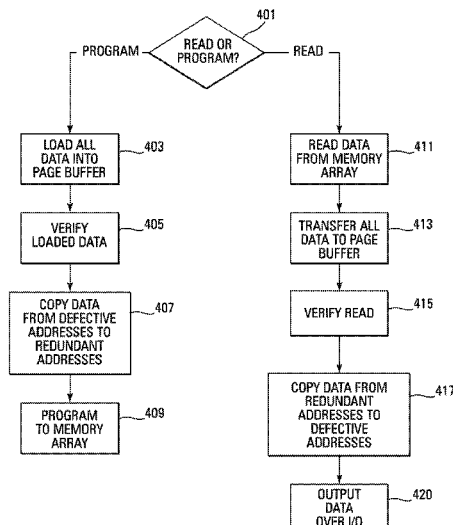 401
READ OR
PROGRAM?
PROGRAM
READ
LOAD ALL
DATA INTO
PAGE BUFFER
403
VERIFY
LOADED DATA
405
COPY DATA
FROM DEFECTIVE
ADDRESSES TO
REDUNDANT
ADDRESSES
407
PROGRAM
TO MEMORY
ARRAY
409
READ DATA
FROM MEMORY
ARRAY
411
TRANSFER ALL
DATA TO PAGE
BUFFER
413
VERIFY READ
415
COPY DATA FROM
REDUNDANT
ADDRESSES TO
DEFECTIVE
ADDRESSES
417
OUTPUT
DATA
OVER I/O
420